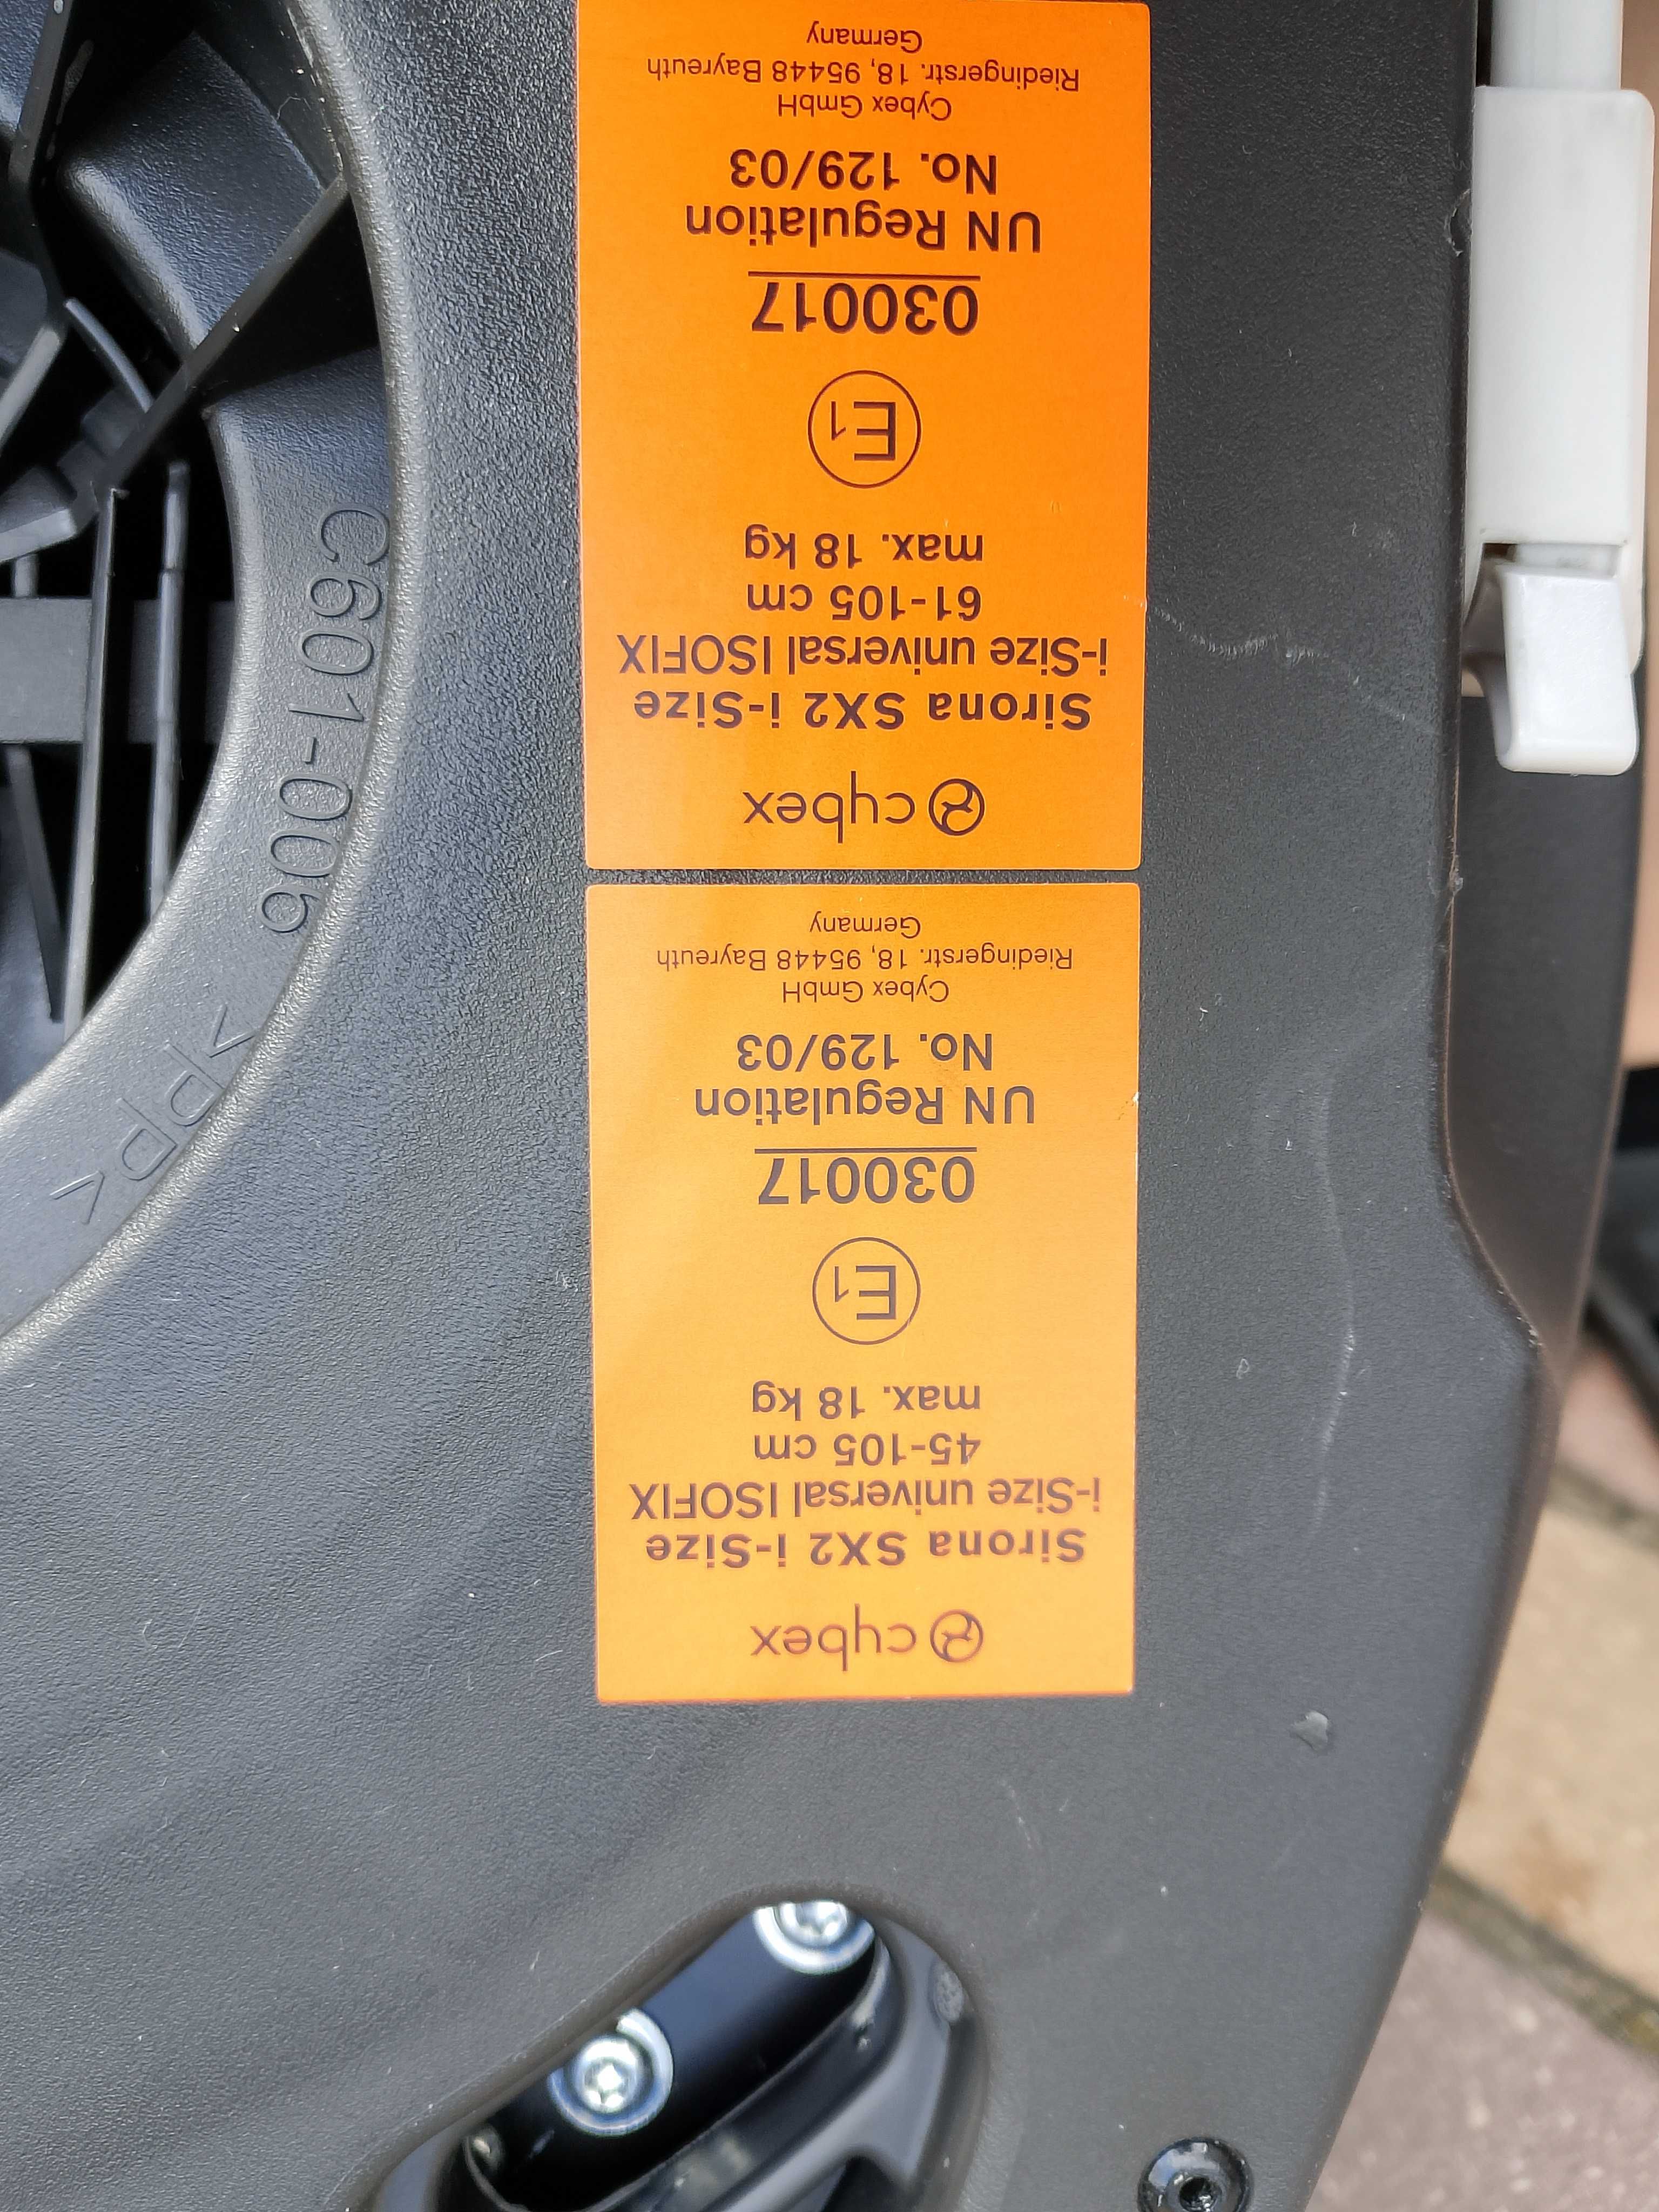 cybex
Sirona SX2 i-Size
i-Size universal ISOFIX
45-105 cm
max. 18 kg
E1
030017
UN Regulation
No. 129/03
Cybex GmbH
Riedingerstr. 18, 95448 Bayreuth
Germany
cybex
Sirona SX2 i-Size
i-Size universal ISOFIX
61-105 cm
max. 18 kg
E1
030017
UN Regulation
No. 129/03
Cybex GmbH
Riedingerstr. 18, 95448 Bayreuth
Germany
C601-006
>PP<